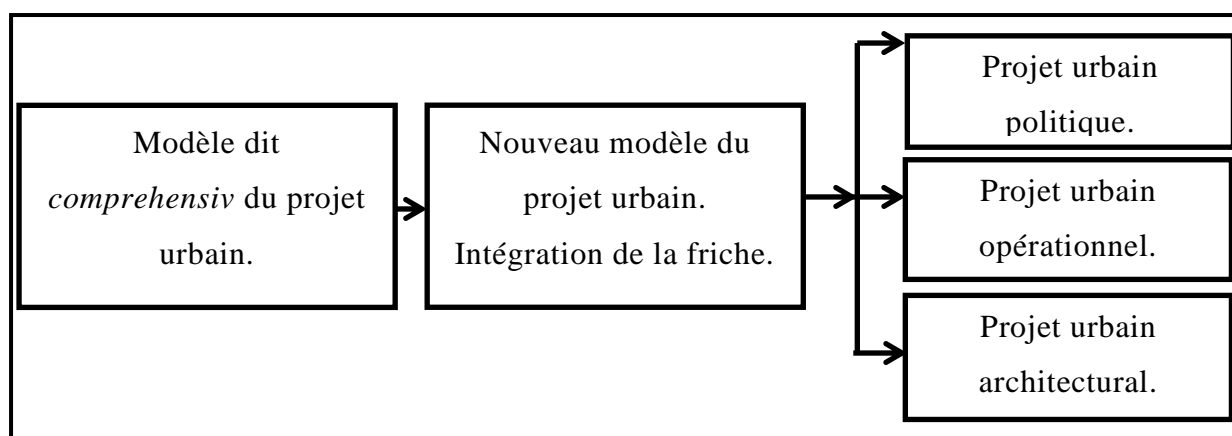 Modèle dit
comprehensiv du projet
urbain.
Nouveau modèle du
projet urbain.
Intégration de la friche.
Projet urbain
politique.
Projet urbain
opérationnel.
Projet urbain
architectural.